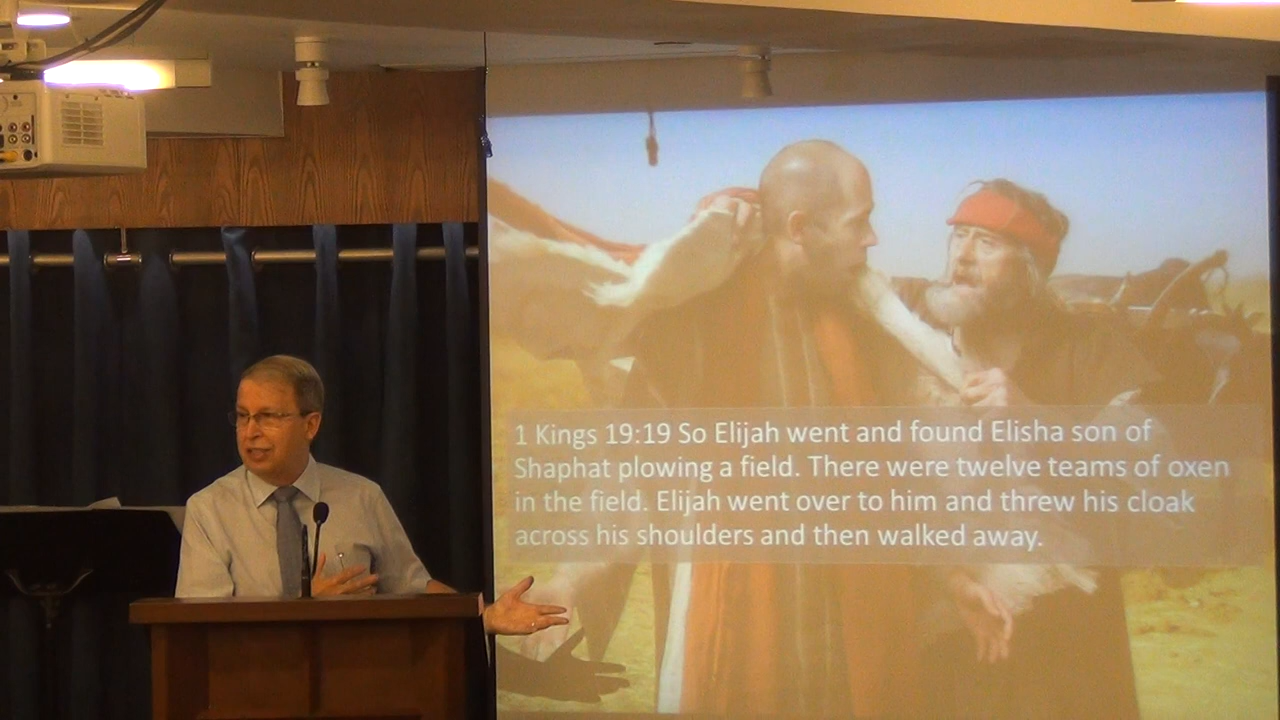 1 Kings 19:19 So Elijah went and found Elisha son of
Shaphat plowing a field. There were twelve teams of oxen
in the field. Elijah went over to him and threw his cloak
across his shoulders and then walked away.